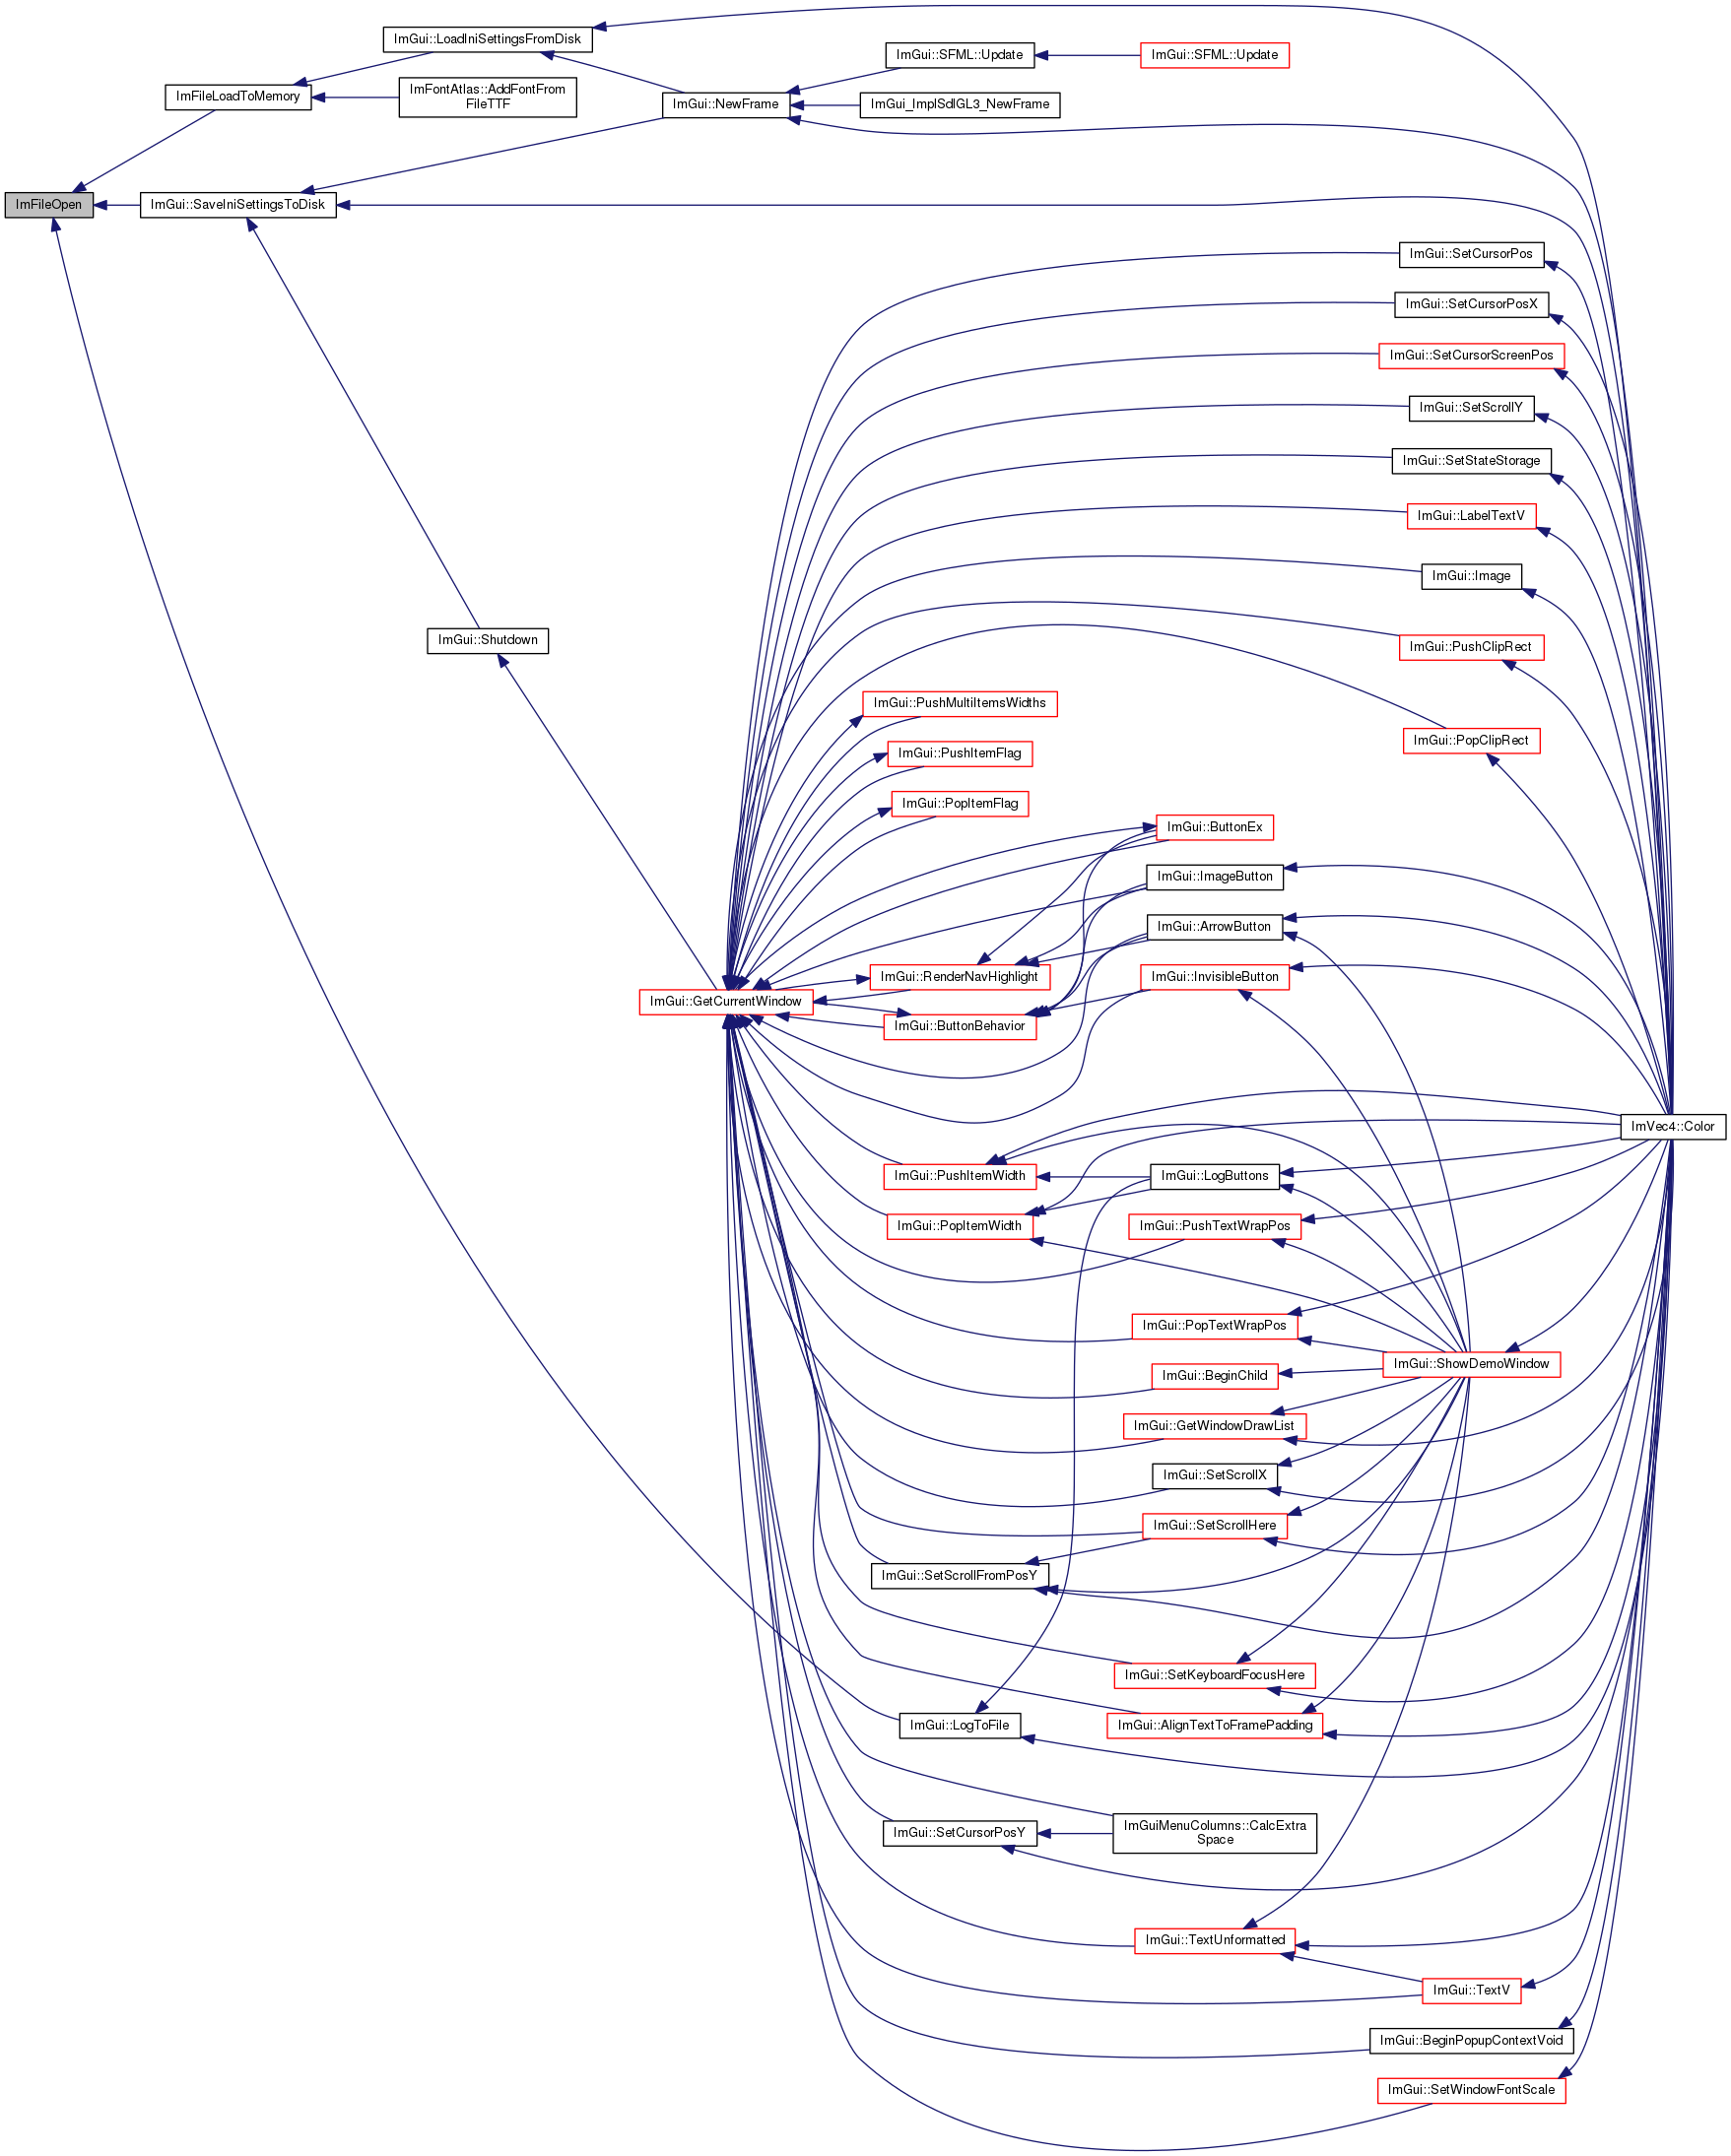 ImGui::LoadIniSettingsFromDisk
ImGui::SFML::Update
ImGui::SFML::Update
ImFileLoadToMemory
ImFontAtlas::AddFontFrom
FileTTF
ImGui::NewFrame
ImGui_ImplSdlGL3_NewFrame
ImFileOpen
ImGui::SaveIniSettingsToDisk
ImGui::SetCursorPos
ImGui::SetCursorPosX
ImGui::SetCursorScreenPos
ImGui::SetScrollY
ImGui::SetStateStorage
ImGui::LabelTextV
ImGui::Image
ImGui::Shutdown
ImGui::PushClipRect
ImGui::PushMultiItemsWidths
ImGui::PopClipRect
ImGui::PushItemFlag
ImGui::PopItemFlag
ImGui::ButtonEx
ImGui::ImageButton
ImGui::ArrowButton
ImGui::RenderNavHighlight
ImGui::InvisibleButton
ImGui::GetCurrentWindow
ImGui::ButtonBehavior
ImVec4::Color
ImGui::PushItemWidth
ImGui::LogButtons
ImGui::PopItemWidth
ImGui::PushTextWrapPos
ImGui::PopTextWrapPos
ImGui::ShowDemoWindow
ImGui::BeginChild
ImGui::GetWindowDrawList
ImGui::SetScrollX
ImGui::SetScrollHere
ImGui::SetScrollFromPosY
ImGui::SetKeyboardFocusHere
ImGui::LogToFile
ImGui::AlignTextToFramePadding
ImGui::SetCursorPosY
ImGuiMenuColumns::CalcExtra
Space
ImGui::TextUnformatted
ImGui::TextV
ImGui::BeginPopupContextVoid
ImGui::SetWindowFontScale